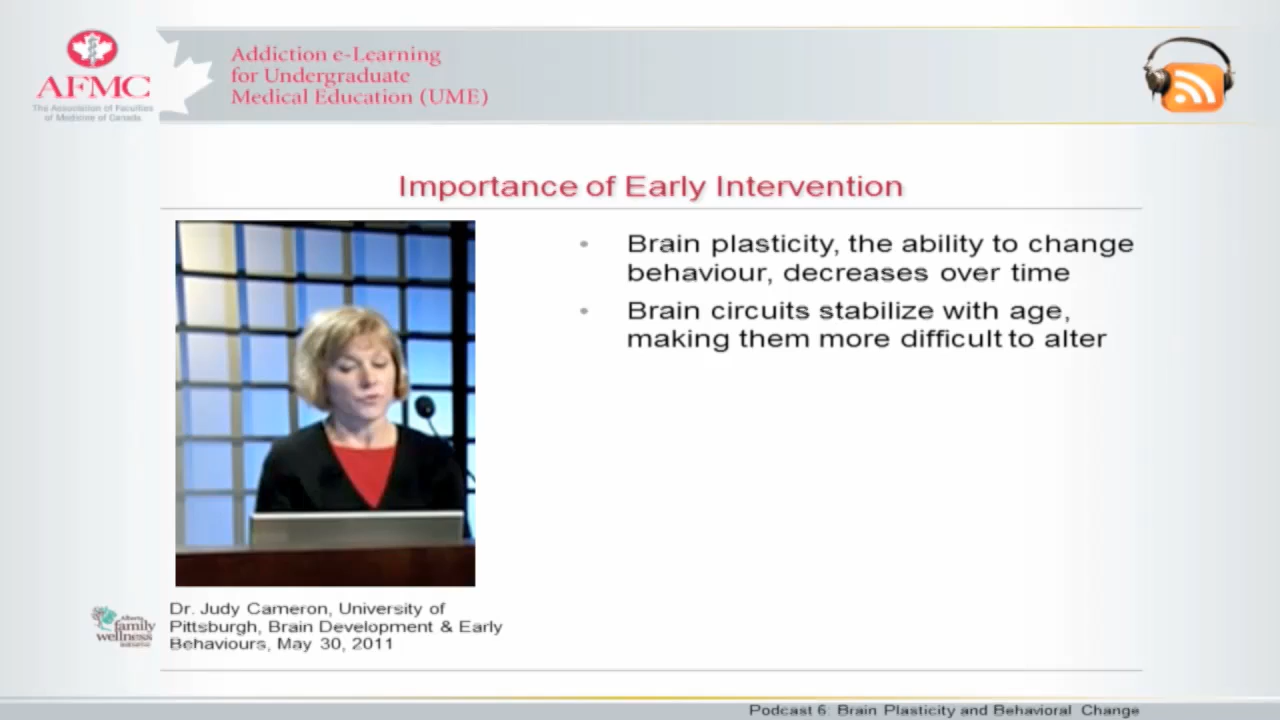 AFMC
The Association of Faculties
of Medicine of Canada
Addiction e-Learning
for Undergraduate
Medical Education (UME)
Importance of Early Intervention
• Brain plasticity, the ability to change
behaviour, decreases over time
• Brain circuits stabilize with age,
making them more difficult to alter
Alberta
family
wellness
initiative
Dr. Judy Cameron, University of
Pittsburgh, Brain Development & Early
Behaviours, May 30, 2011
Podcast 6: Brain Plasticity and Behavioral Change